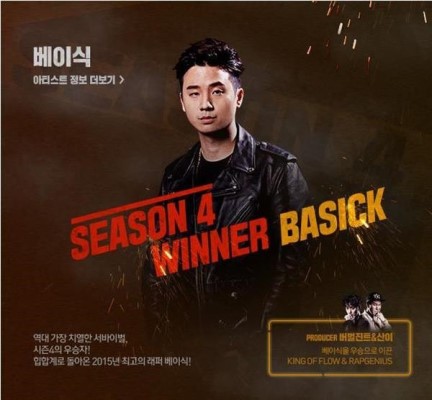 베이식
아티스트 정보 더보기 >
SEASON 4
WINNER BASICK
역대 가장 치열한 서바이벌,
시즌4의 우승자!
힙합계로 돌아온 2015년 최고의 래퍼 베이식!
PRODUCER 버벌진트&산이
베이식을 우승으로 이끈
KING OF FLOW & RAPGENIUS